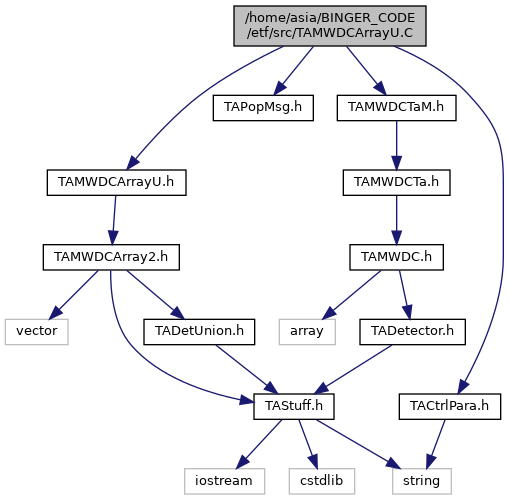 /home/asia/BINGER_CODE
/etf/src/TAMWDCArrayU.C
TAPopMsg.h
TAMWDCTaM.h
TAMWDCArrayU.h
TAMWDCTa.h
TAMWDCArray2.h
TAMWDC.h
vector
TADetUnion.h
array
TADetector.h
TAStuff.h
TACtrlPara.h
iostream
cstdlib
string